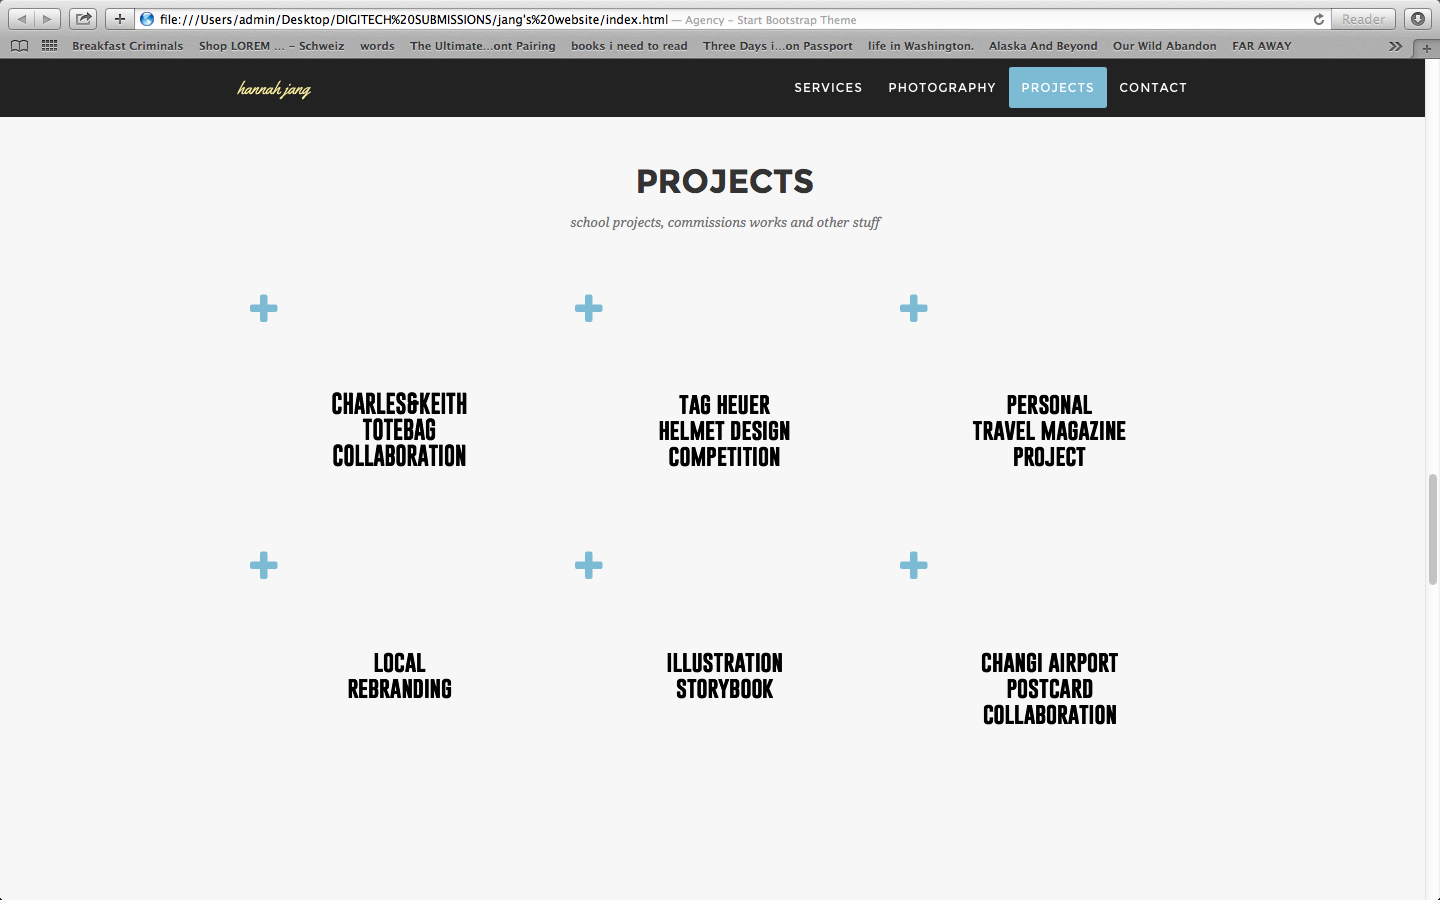 file:///Users/admin/Desktop/DIGITECH%20SUBMISSIONS/jang's%20website/index.html — Agency – Start Bootstrap Theme
Reader
Breakfast Criminals Shop LOREM ... – Schweiz words The Ultimate...ont Pairing books i need to read Three Days i...on Passport life in Washington. Alaska And Beyond Our Wild Abandon FAR AWAY
hannah jang
SERVICES PHOTOGRAPHY PROJECTS CONTACT
PROJECTS
school projects, commissions works and other stuff
CHARLES&KEITH
TOTEBAG
COLLABORATION
TAG HEUER
HELMET DESIGN
COMPETITION
PERSONAL
TRAVEL MAGAZINE
PROJECT
LOCAL
REBRANDING
ILLUSTRATION
STORYBOOK
CHANGI AIRPORT
POSTCARD
COLLABORATION